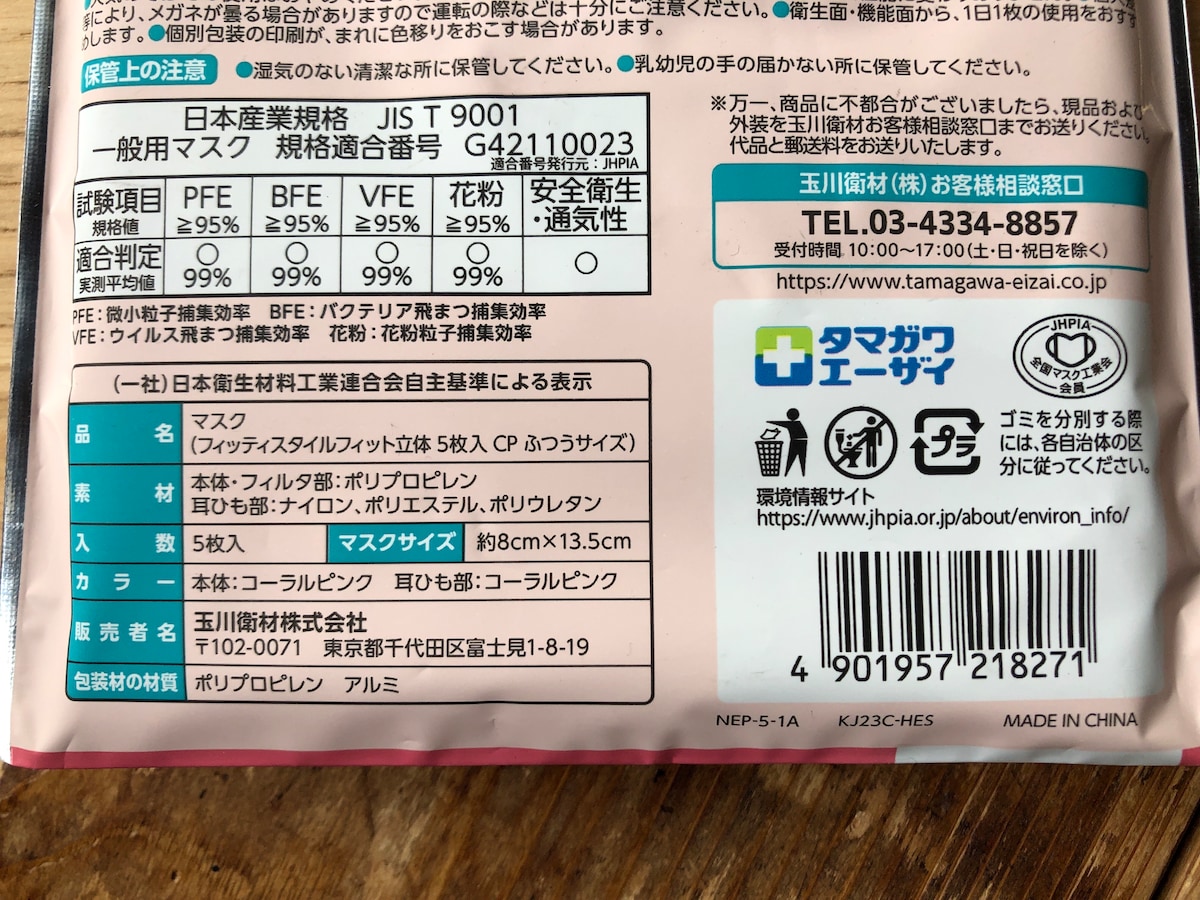 等により、メガネが曇る場合がありますので運転の際などは十分にご注意ください。●衛生面・機能面から、1日1枚の使用をおすす
めします。●個別包装の印刷が、まれに色移りをおこす場合があります。
保管上の注意 ●湿気のない清潔な所に保管してください。●乳幼児の手の届かない所に保管してください。
日本産業規格 JIS T 9001
一般用マスク 規格適合番号 G42110023
適合番号発行元:JHPIA
試験項目 PFE BFE VFE 花粉 安全衛生
規格値 ≧95% ≧95% ≧95% ≧95% ・通気性
適合判定 ○ ○ ○ ○ ○
実測平均値 99% 99% 99% 99%
PFE:微小粒子捕集効率 BFE:バクテリア飛まつ捕集効率
VFE:ウイルス飛まつ捕集効率 花粉:花粉粒子捕集効率
(一社)日本衛生材料工業連合会自主基準による表示
品名 マスク
(フィッティスタイルフィット立体 5枚入 CP ふつうサイズ)
素材 本体・フィルタ部:ポリプロピレン
耳ひも部:ナイロン、ポリエステル、ポリウレタン
入数 5枚入 マスクサイズ 約8cm×13.5cm
カラー 本体:コーラルピンク 耳ひも部:コーラルピンク
販売者名 玉川衛材株式会社
〒102-0071 東京都千代田区富士見1-8-19
包装材の材質 ポリプロピレン アルミ
※万一、商品に不都合がございましたら、現品および
外装を玉川衛材お客様相談窓口までお送りください。
代品と郵送料をお送りいたします。
玉川衛材(株)お客様相談窓口
TEL.03-4334-8857
受付時間 10:00〜17:00(土・日・祝日を除く)
https://www.tamagawa-eizai.co.jp
タマガワ
エーザイ
JHPIA
全国マスク工業会
会員
プラ
ゴミを分別する際
には、各自治体の区
分に従ってください。
環境情報サイト
https://www.jhpia.or.jp/about/environ_info/
4 901957 218271
NEP-5-1A KJ23C-HES MADE IN CHINA